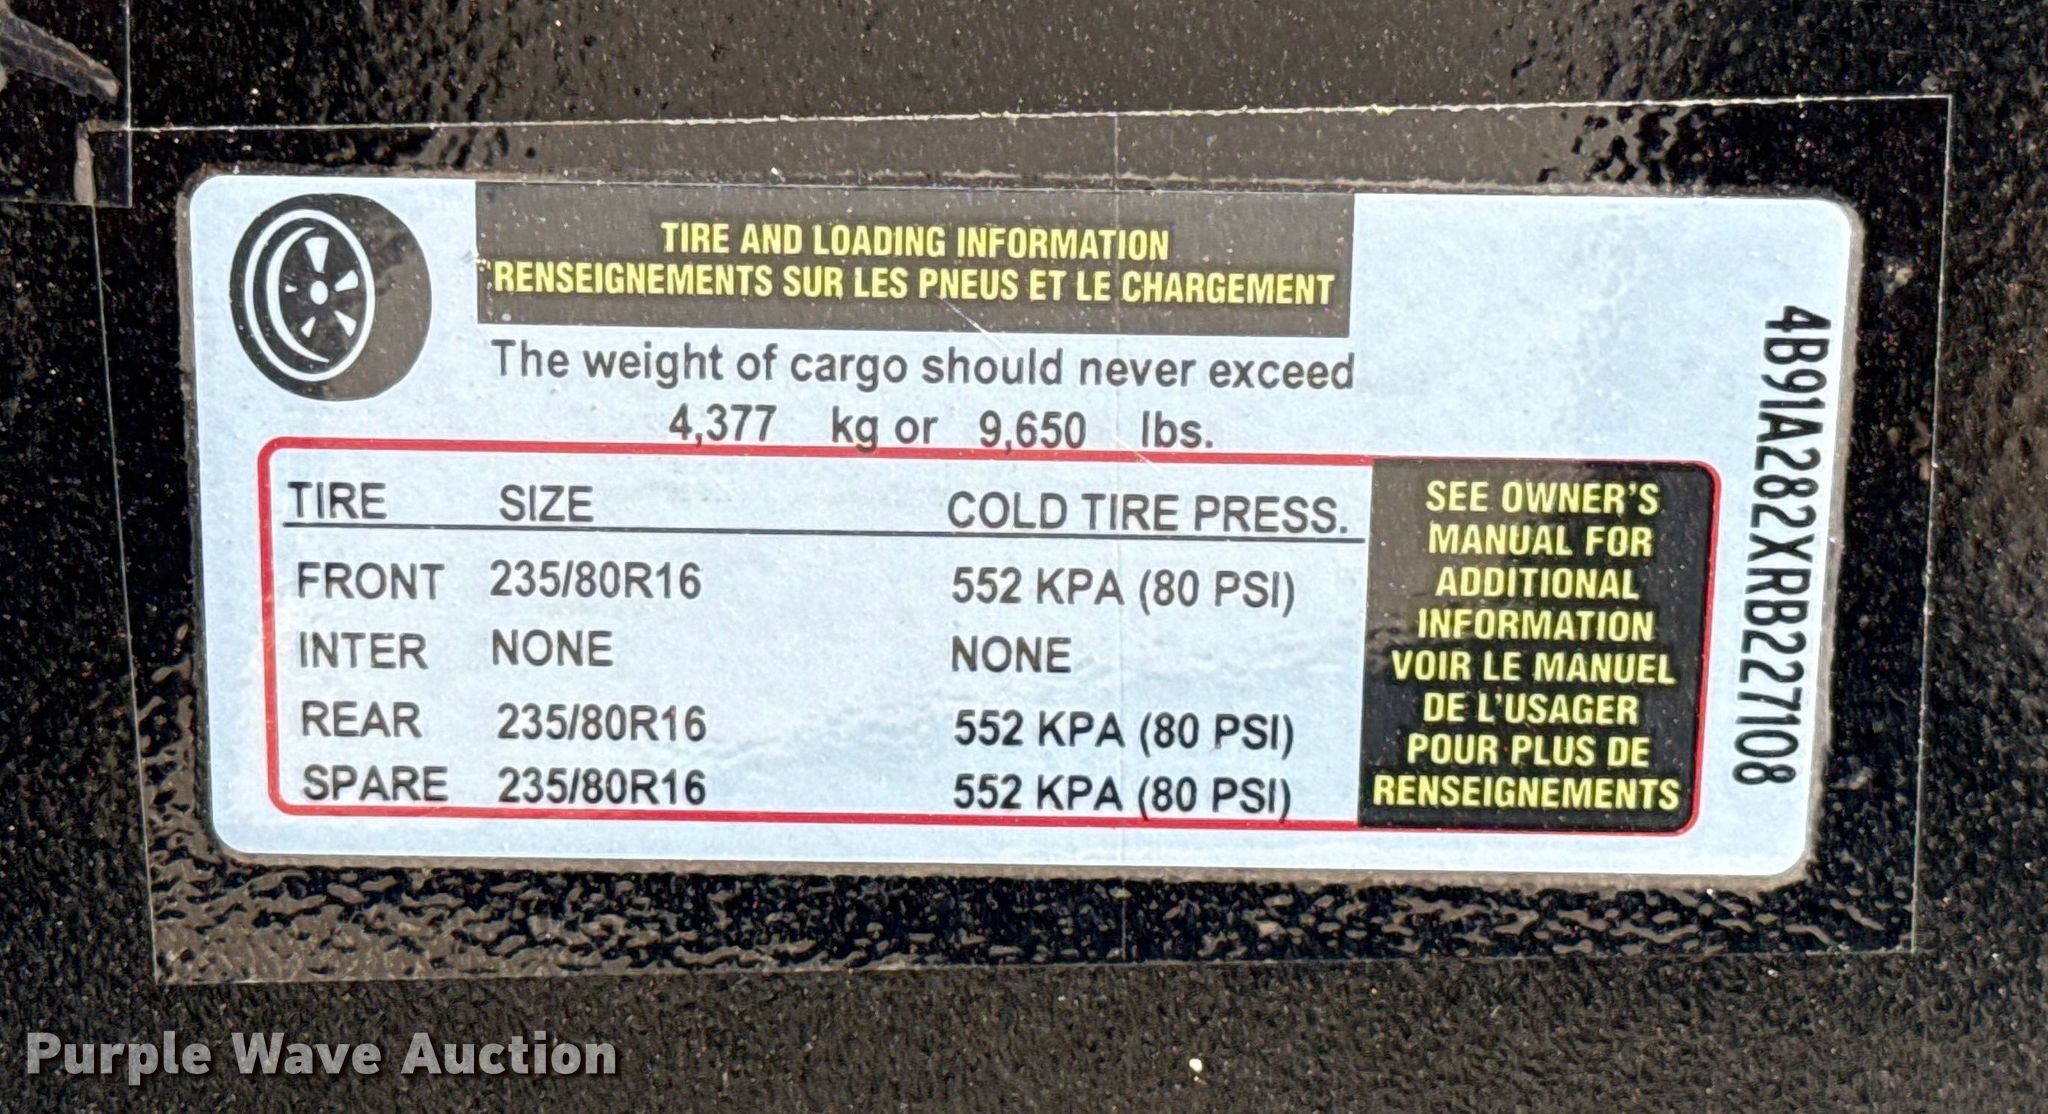 TIRE AND LOADING INFORMATION
RENSEIGNEMENTS SUR LES PNEUS ET LE CHARGEMENT
The weight of cargo should never exceed
4,377 kg or 9,650 lbs.
TIRE SIZE COLD TIRE PRESS.
FRONT 235/80R16 552 KPA (80 PSI)
INTER NONE NONE
REAR 235/80R16 552 KPA (80 PSI)
SPARE 235/80R16 552 KPA (80 PSI)
SEE OWNER'S
MANUAL FOR
ADDITIONAL
INFORMATION
VOIR LE MANUEL
DE L'USAGER
POUR PLUS DE
RENSEIGNEMENTS
4B91A282XRB227108
Purple Wave Auction